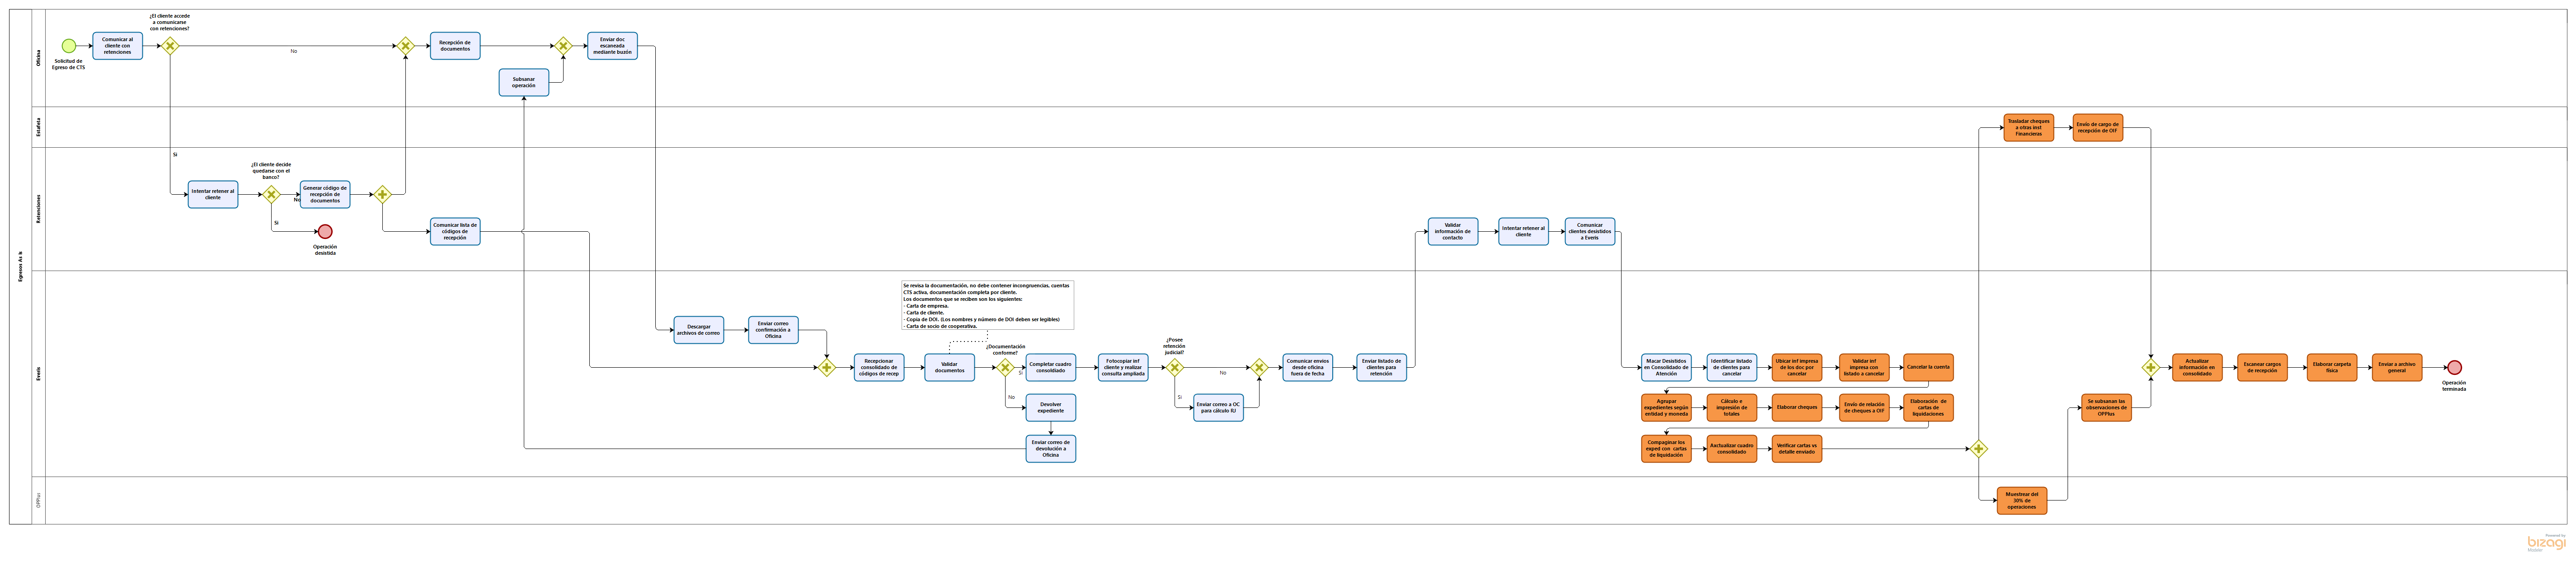 Egresos As Is
Oficina
¿El cliente accede
a comunicarse
con retenciones?
Solicitud de
Egreso de CTS
Comunicar al
cliente con
retenciones
No
Si
Recepción de
documentos
Subsanar
operación
Enviar doc
escaneada
mediante buzón
Estafeta
Trasladar cheques
a otras inst
Financieras
Envío de cargo de
recepción de OIF
Retenciones
Intentar retener al
cliente
¿El cliente decide
quedarse con el
banco?
No
Si
Generar código de
recepción de
documentos
Operación
desistida
Comunicar lista de
códigos de
recepción
Validar
información de
contacto
Intentar retener al
cliente
Comunicar
clientes desistidos
a Everis
Everis
Descargar
archivos de correo
Enviar correo
confirmación a
Oficina
Se revisa la documentación, no debe contener incongruencias, cuentas
CTS activa, documentación completa por cliente.
Los documentos que se reciben son los siguientes:
- Carta de empresa.
- Carta de cliente.
- Copia de DOI. (Los nombres y número de DOI deben ser legibles)
- Carta de socio de cooperativa.
Recepcionar
consolidado de
códigos de recep
Validar
documentos
¿Documentación
conforme?
Si
No
Completar cuadro
consoldiado
Devolver
expediente
Enviar correo de
devolución a
Oficina
Fotocopiar inf
cliente y realizar
consulta ampliada
¿Posee
retención
judicial?
No
Si
Enviar correo a OC
para cálculo RJ
Comunicar envíos
desde oficina
fuera de fecha
Enviar listado de
clientes para
retención
Macar Desistidos
en Consolidado de
Atención
Identificar listado
de clientes para
cancelar
Ubicar inf impresa
de los doc por
cancelar
Validar inf
impresa con
listado a cancelar
Cancelar la cuenta
Agrupar
expedientes según
entidad y moneda
Cálculo e
impresión de
totales
Elaborar cheques
Envío de relación
de cheques a OIF
Elaboración de
cartas de
liquidaciones
Compaginar los
exped con cartas
de liquidación
Aactualizar cuadro
consolidado
Verificar cartas vs
detalle enviado
Se subsanan las
observaciones de
OPPlus
Actualizar
información en
consolidado
Escanear cargos
de recepción
Elaborar carpeta
física
Enviar a archivo
general
Operación
terminada
OPPlus
Muestrear del
30% de
operaciones
Powered by
bizagi
Modeler